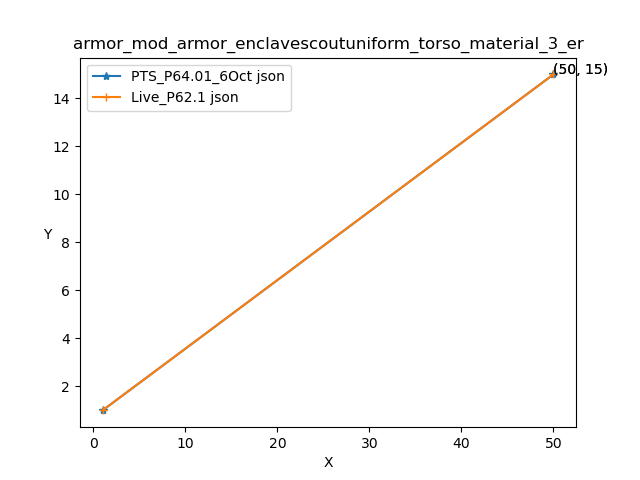 armor_mod_armor_enclavescoutuniform_torso_material_3_er
PTS_P64.01_6Oct json
Live_P62.1 json
(50, 15)
14
12
10
8
6
4
2
Y
0
10
20
30
40
50
X